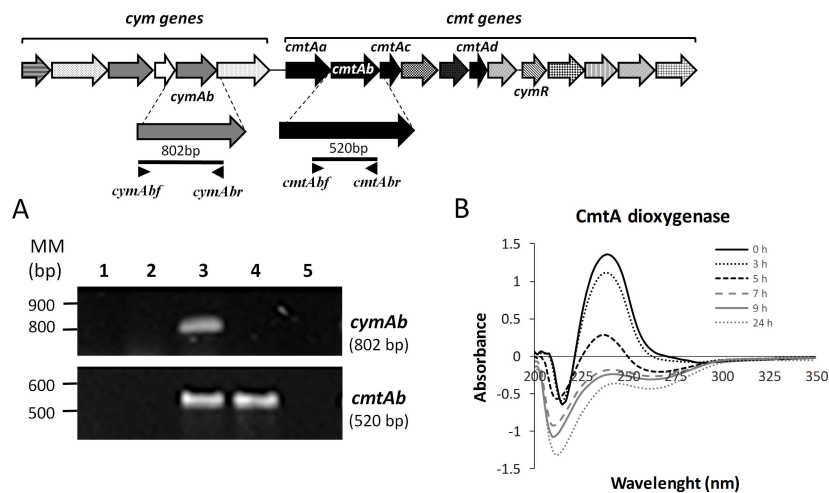 cym genes
cmt genes
cmtAa
cmtAb
cmtAc
cmtAd
cymAb
cymR
802bp
520bp
cymAbf
cymAbr
cmtAbf
cmtAbr
A
MM
(bp)
1 2 3 4 5
900
800
cymAb
(802 bp)
600
500
cmtAb
(520 bp)
B
CmtA dioxygenase
1.5
1
0.5
0
-0.5
-1
-1.5
200 225 250 275 300 325 350
Absorbance
Wavelenght (nm)
0 h
3 h
5 h
7 h
9 h
24 h